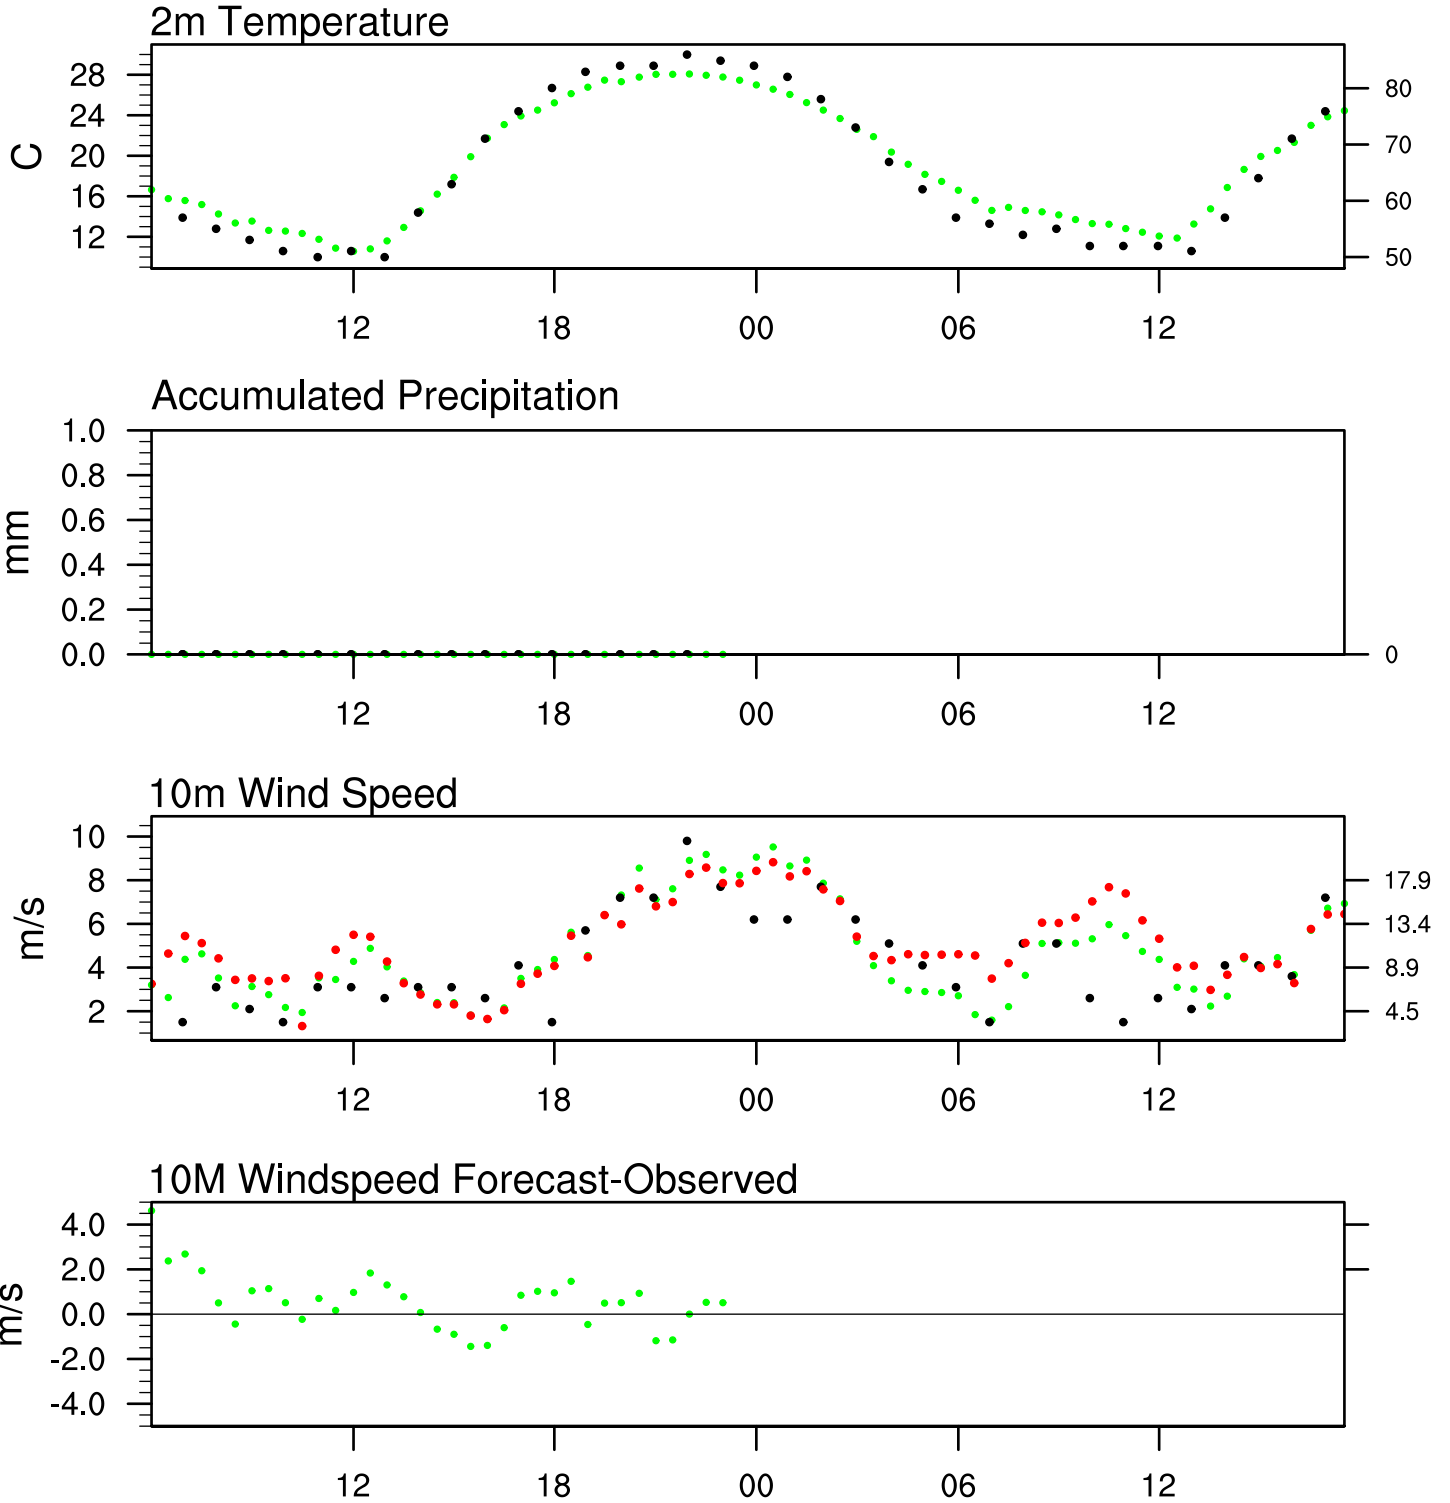 2m Temperature
28
24
20
16
12
C
80
70
60
50
12 18 00 06 12
Accumulated Precipitation
1.0
0.8
0.6
0.4
0.2
0.0
mm
0
12 18 00 06 12
10m Wind Speed
10
8
6
4
2
m/s
17.9
13.4
8.9
4.5
12 18 00 06 12
10M Windspeed Forecast-Observed
4.0
2.0
0.0
-2.0
-4.0
m/s
12 18 00 06 12